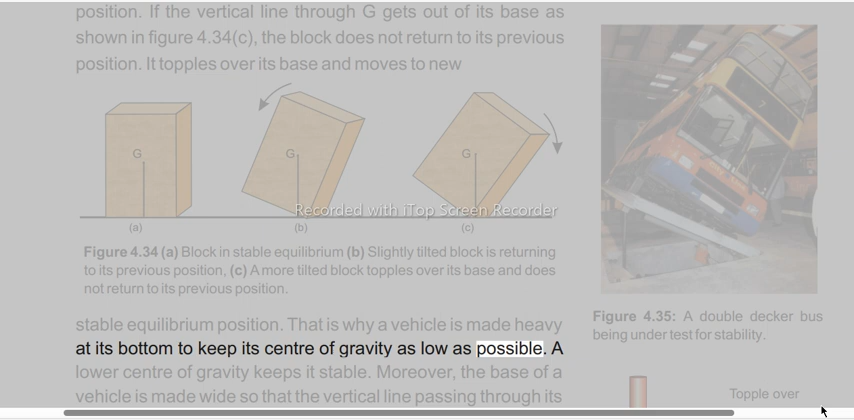 position. If the vertical line through G gets out of its base as
shown in figure 4.34(c), the block does not return to its previous
position. It topples over its base and moves to new
G
G
G
7
Recorded with iTop Screen Recorder
(a)
(b)
(c)
Figure 4.34 (a) Block in stable equilibrium (b) Slightly tilted block is returning
to its previous position, (c) A more tilted block topples over its base and does
not return to its previous position.
Figure 4.35: A double decker bus
being under test for stability.
stable equilibrium position. That is why a vehicle is made heavy
at its bottom to keep its centre of gravity as low as possible. A
lower centre of gravity keeps it stable. Moreover, the base of a
vehicle is made wide so that the vertical line passing through its
Topple over